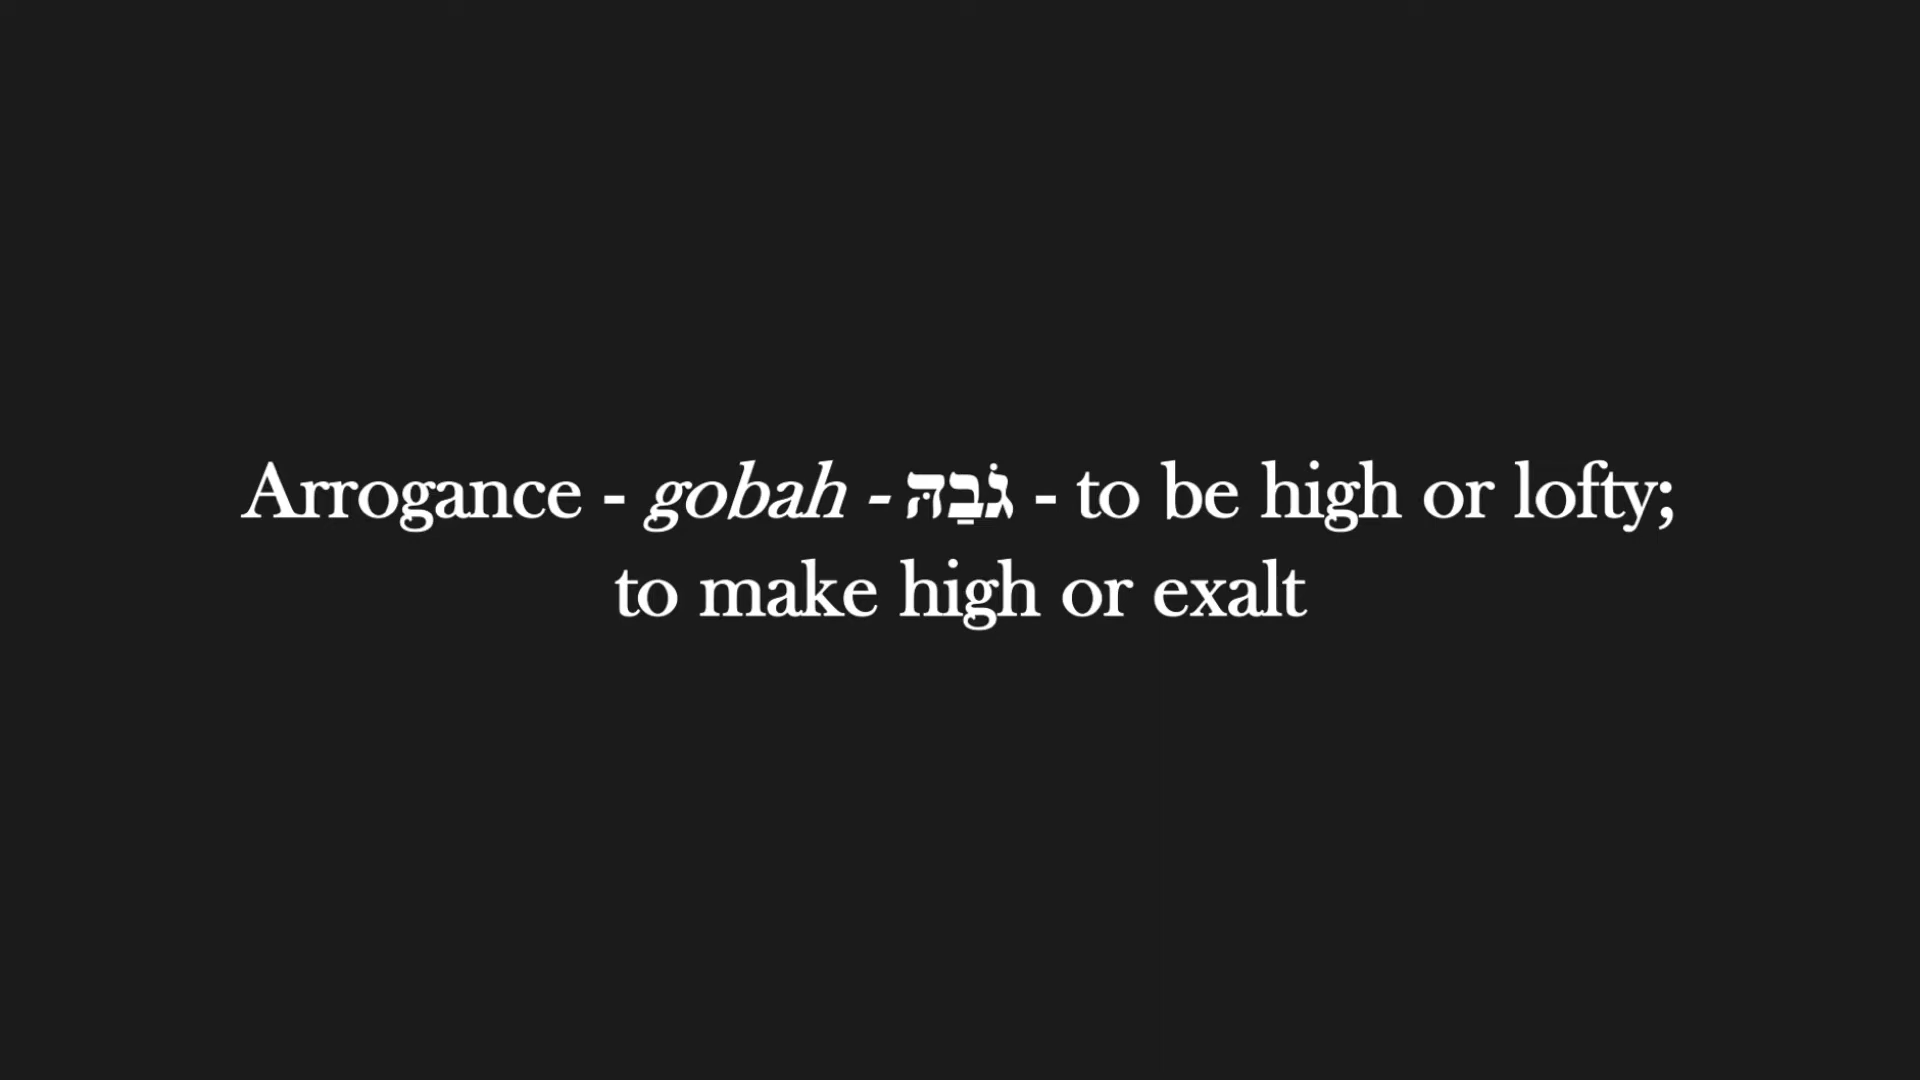 Arrogance - gobah - גֹּבַהּ - to be high or lofty;
to make high or exalt